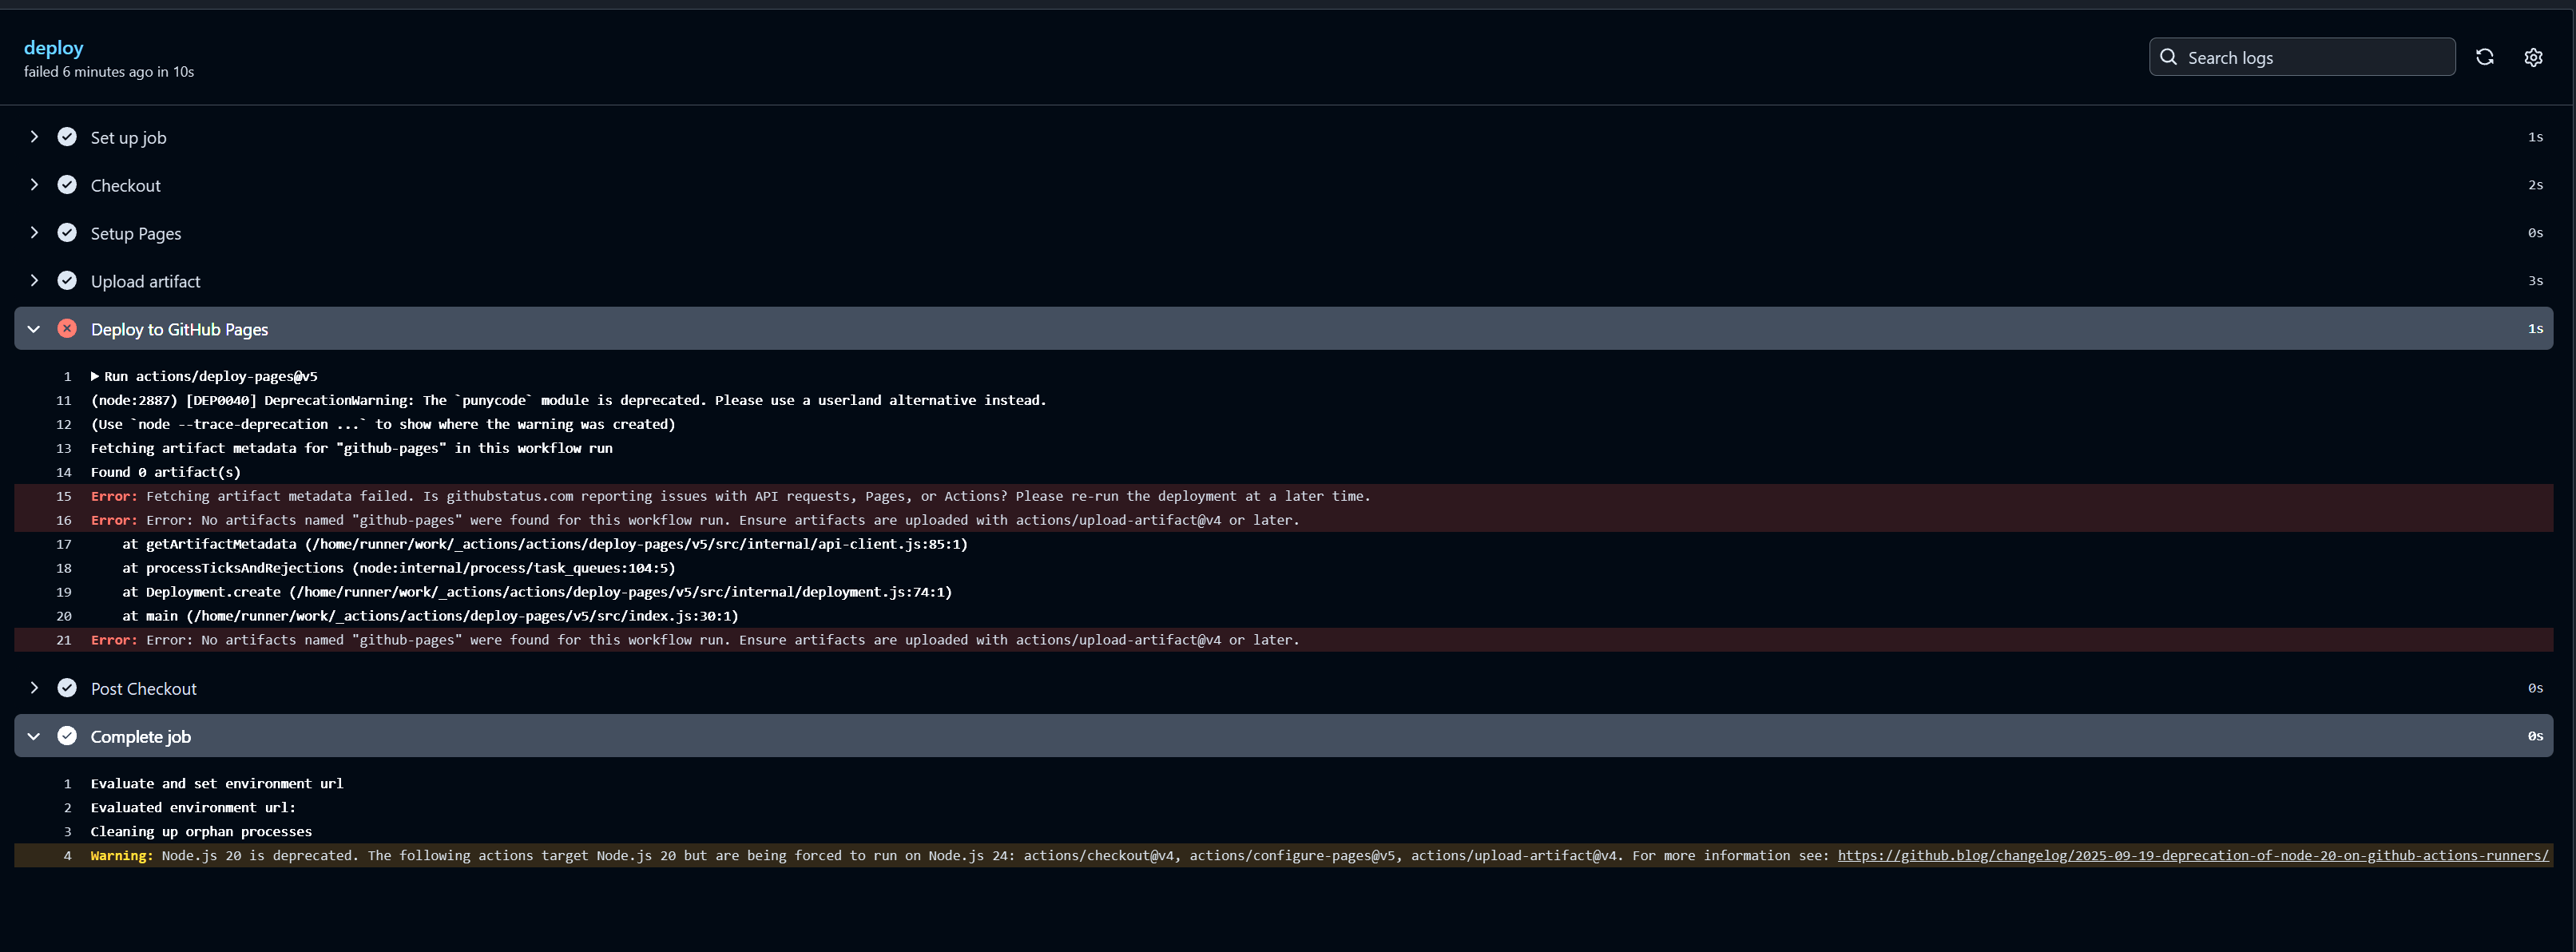 deploy
failed 6 minutes ago in 10s
Search logs
Set up job 1s
Checkout 2s
Setup Pages 0s
Upload artifact 3s
Deploy to GitHub Pages 1s
1 Run actions/deploy-pages@v5
11 (node:2887) [DEP0040] DeprecationWarning: The `punycode` module is deprecated. Please use a userland alternative instead.
12 (Use `node --trace-deprecation ...` to show where the warning was created)
13 Fetching artifact metadata for "github-pages" in this workflow run
14 Found 0 artifact(s)
15 Error: Fetching artifact metadata failed. Is githubstatus.com reporting issues with API requests, Pages, or Actions? Please re-run the deployment at a later time.
16 Error: Error: No artifacts named "github-pages" were found for this workflow run. Ensure artifacts are uploaded with actions/upload-artifact@v4 or later.
17 at getArtifactMetadata (/home/runner/work/_actions/actions/deploy-pages/v5/src/internal/api-client.js:85:1)
18 at processTicksAndRejections (node:internal/process/task_queues:104:5)
19 at Deployment.create (/home/runner/work/_actions/actions/deploy-pages/v5/src/internal/deployment.js:74:1)
20 at main (/home/runner/work/_actions/actions/deploy-pages/v5/src/index.js:30:1)
21 Error: Error: No artifacts named "github-pages" were found for this workflow run. Ensure artifacts are uploaded with actions/upload-artifact@v4 or later.
Post Checkout 0s
Complete job 0s
1 Evaluate and set environment url
2 Evaluated environment url:
3 Cleaning up orphan processes
4 Warning: Node.js 20 is deprecated. The following actions target Node.js 20 but are being forced to run on Node.js 24: actions/checkout@v4, actions/configure-pages@v5, actions/upload-artifact@v4. For more information see: https://github.blog/changelog/2025-09-19-deprecation-of-node-20-on-github-actions-runners/